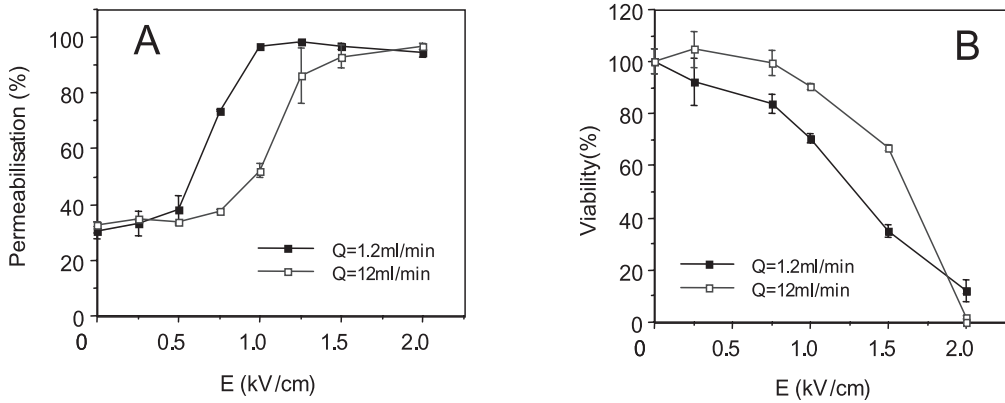 A
Permeabilisation (%)
100
80
60
40
20
0
Q=1.2ml/min
Q=12ml/min
0 0.5 1.0 1.5 2.0
E (kV/cm)
B
Viability(%)
120
100
80
60
40
20
0
Q=1.2ml/min
Q=12ml/min
0 0.5 1.0 1.5 2.0
E (kV/cm)